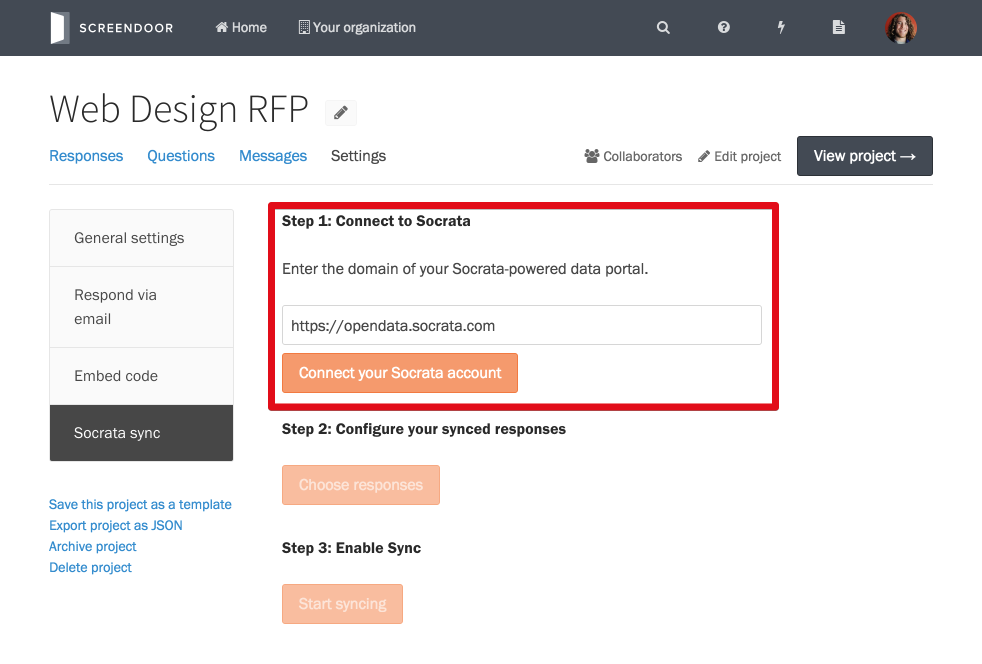 SCREENDOOR
Home
Your organization
Web Design RFP
Responses
Questions
Messages
Settings
Collaborators
Edit project
View project →
General settings
Respond via
email
Embed code
Socrata sync
Save this project as a template
Export project as JSON
Archive project
Delete project
Step 1: Connect to Socrata
Enter the domain of your Socrata-powered data portal.
https://opendata.socrata.com
Connect your Socrata account
Step 2: Configure your synced responses
Choose responses
Step 3: Enable Sync
Start syncing